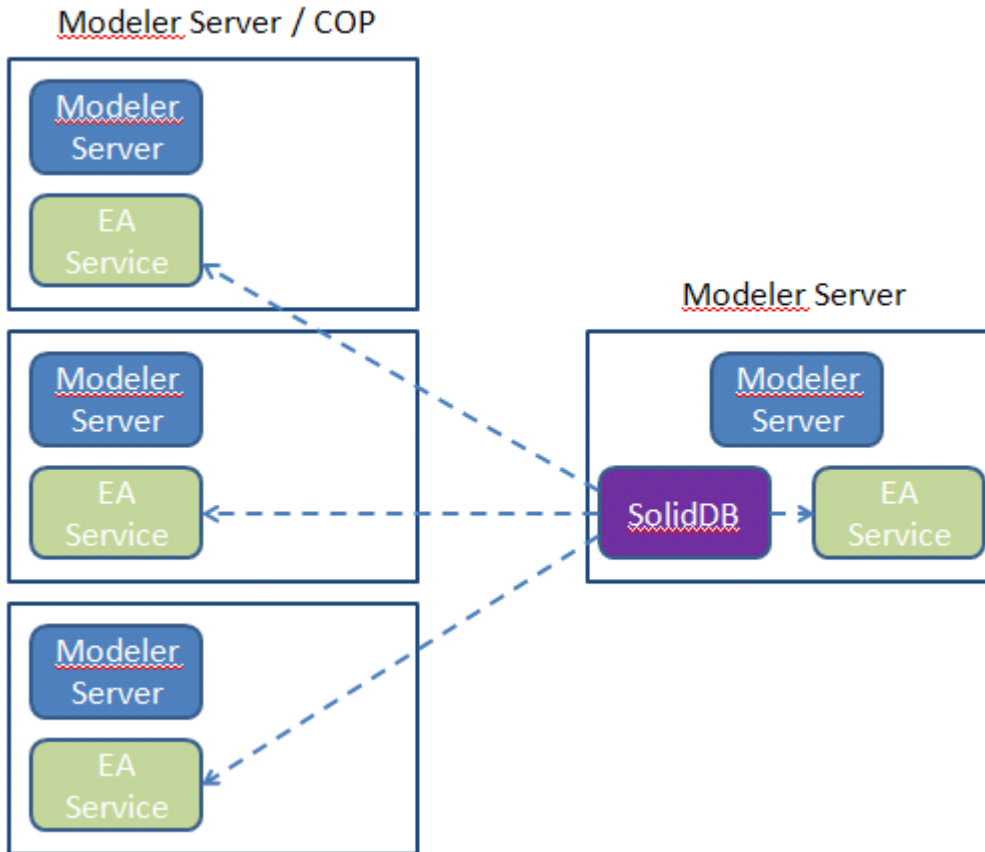 Modeler Server / COP
Modeler
Server
EA
Service
Modeler Server
Modeler
Server
EA
Service
Modeler
Server
SolidDB
EA
Service
Modeler
Server
EA
Service